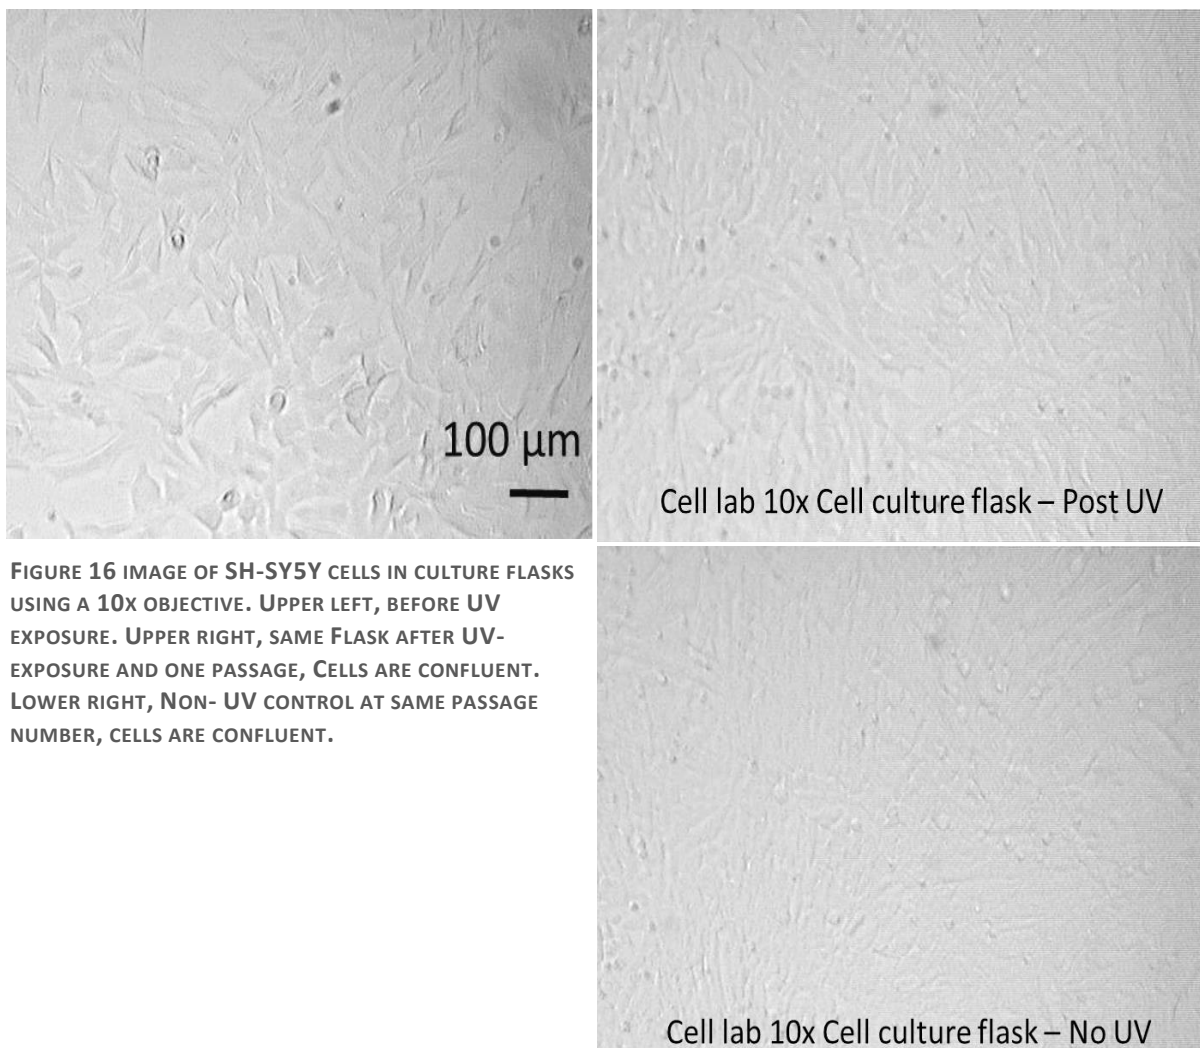 100 µm
Cell lab 10x Cell culture flask – Post UV
FIGURE 16 IMAGE OF SH-SY5Y CELLS IN CULTURE FLASKS
USING A 10X OBJECTIVE. UPPER LEFT, BEFORE UV
EXPOSURE. UPPER RIGHT, SAME FLASK AFTER UV-
EXPOSURE AND ONE PASSAGE, CELLS ARE CONFLUENT.
LOWER RIGHT, NON- UV CONTROL AT SAME PASSAGE
NUMBER, CELLS ARE CONFLUENT.
Cell lab 10x Cell culture flask – No UV